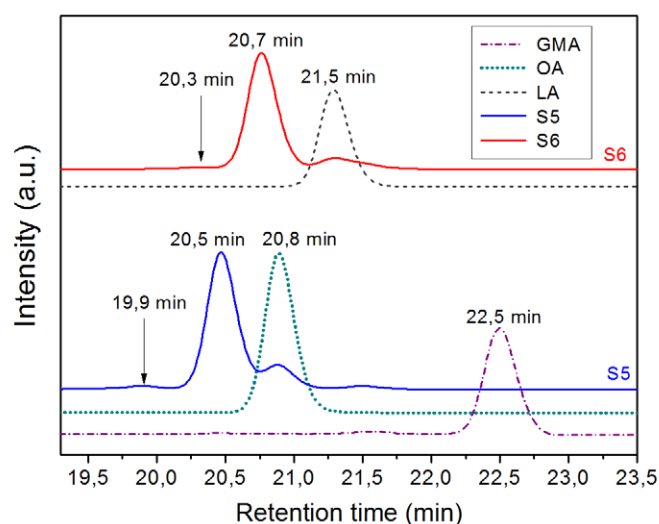 20,7 min
20,3 min
21,5 min
GMA
OA
LA
S5
S6
S6
20,5 min
20,8 min
19,9 min
22,5 min
S5
Intensity (a.u.)
19,5 20,0 20,5 21,0 21,5 22,0 22,5 23,0 23,5
Retention time (min)